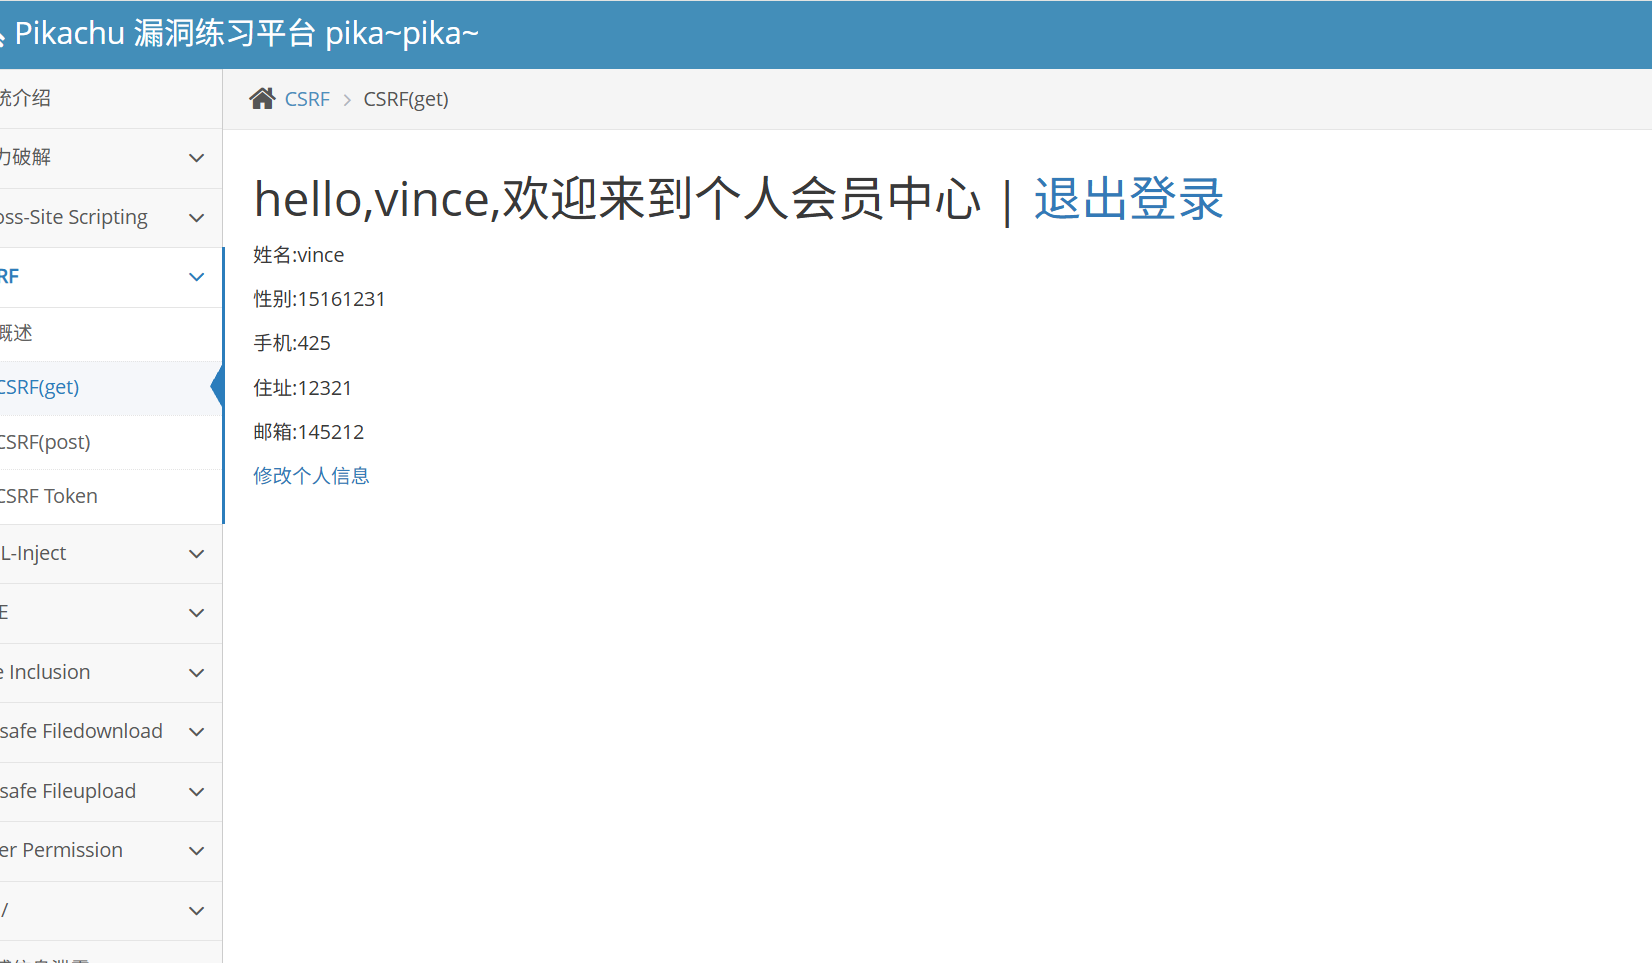 Pikachu 漏洞练习平台 pika~pika~
统介绍
力破解
oss-Site Scripting
RF
概述
CSRF(get)
CSRF(post)
CSRF Token
L-Inject
E
e Inclusion
safe Filedownload
safe Fileupload
er Permission
/
CSRF > CSRF(get)
hello,vince,欢迎来到个人会员中心 | 退出登录
姓名:vince
性别:15161231
手机:425
住址:12321
邮箱:145212
修改个人信息